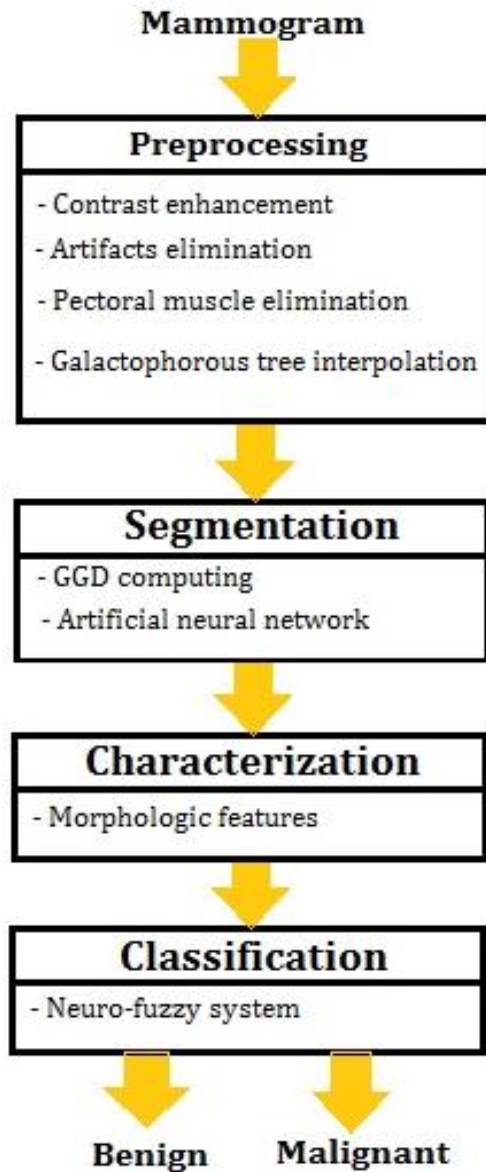 Mammogram
Preprocessing
- Contrast enhancement
- Artifacts elimination
- Pectoral muscle elimination
- Galactophorous tree interpolation
Segmentation
- GGD computing
- Artificial neural network
Characterization
- Morphologic features
Classification
- Neuro-fuzzy system
Benign Malignant